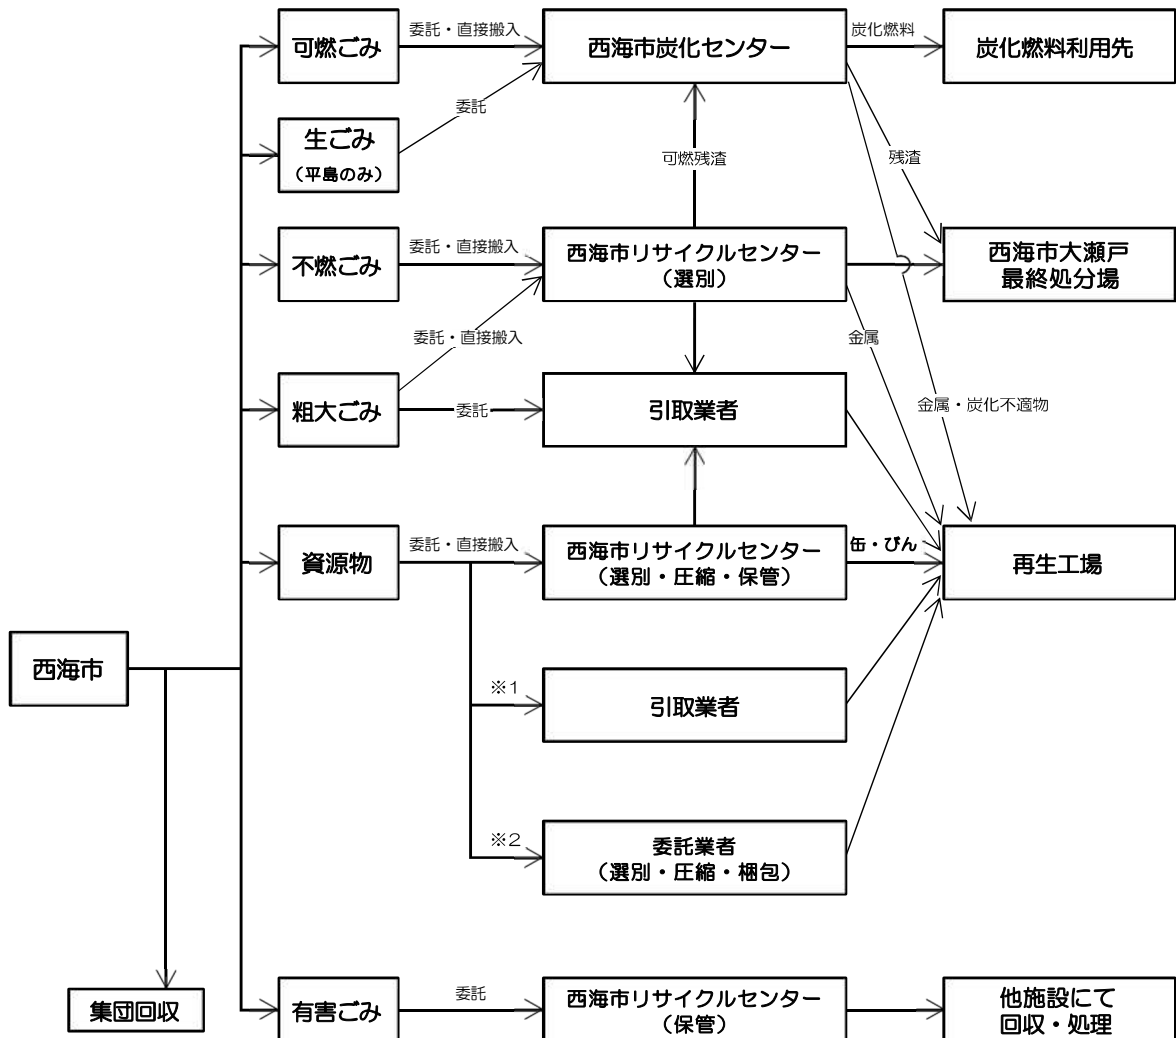 可燃ごみ
委託・直接搬入
西海市炭化センター
炭化燃料
炭化燃料利用先
生ごみ
（平島のみ）
委託
可燃残渣
残渣
不燃ごみ
委託・直接搬入
西海市リサイクルセンター
（選別）
西海市大瀬戸
最終処分場
委託・直接搬入
金属
粗大ごみ
委託
引取業者
金属・炭化不適物
資源物
委託・直接搬入
西海市リサイクルセンター
（選別・圧縮・保管）
缶・びん
再生工場
西海市
※1
引取業者
※2
委託業者
（選別・圧縮・梱包）
集団回収
有害ごみ
委託
西海市リサイクルセンター
（保管）
他施設にて
回収・処理